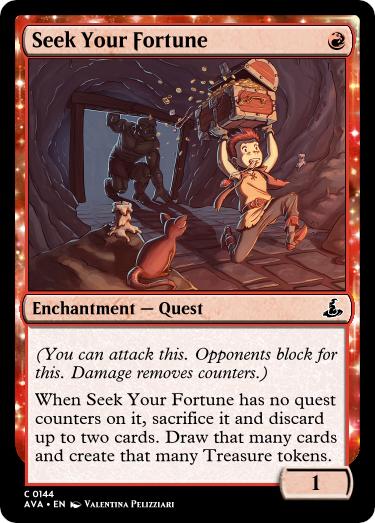 Seek Your Fortune
Enchantment — Quest
(You can attack this. Opponents block for
this. Damage removes counters.)
When Seek Your Fortune has no quest
counters on it, sacrifice it and discard
up to two cards. Draw that many cards
and create that many Treasure tokens.
1
C 0144
AVA • EN Valentina Pelizziari